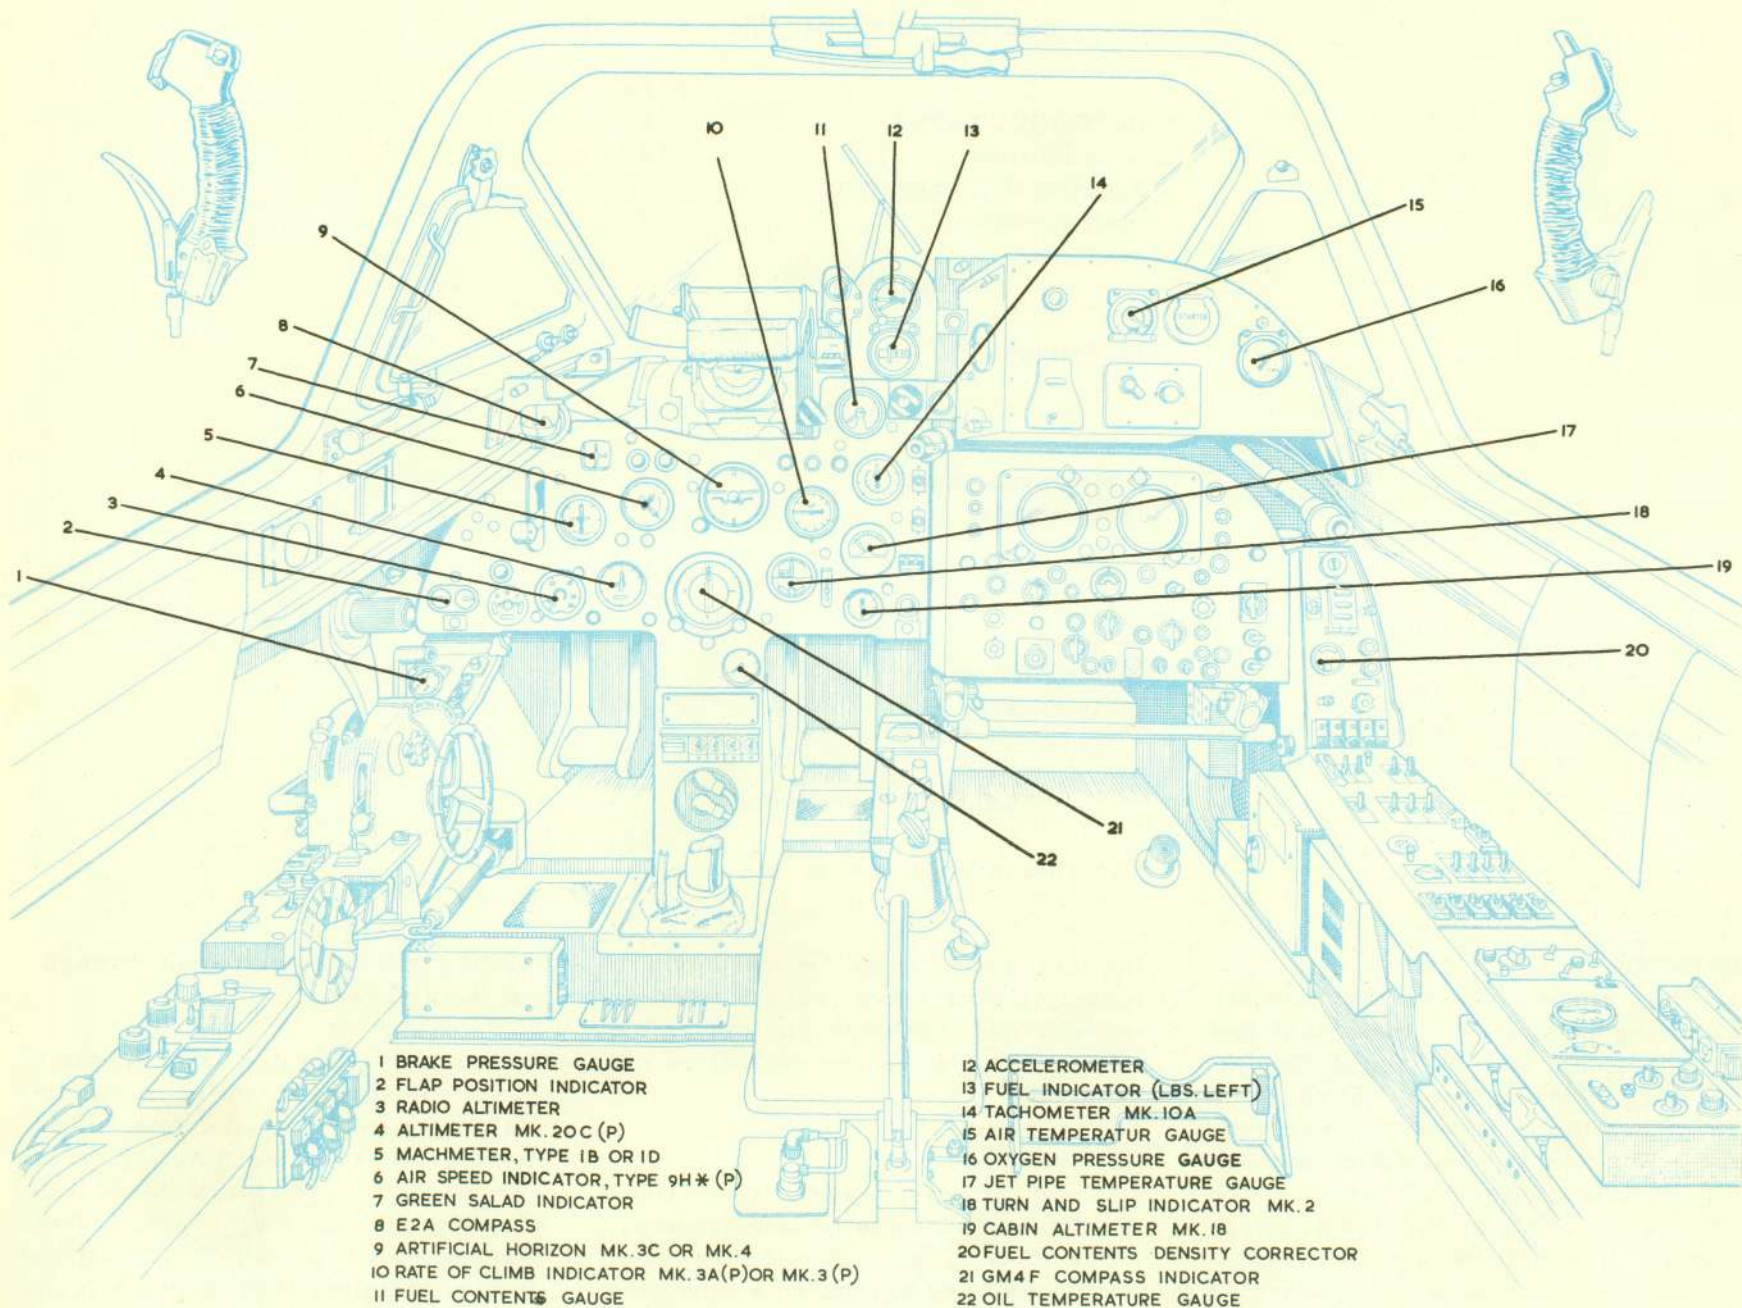 10
11
12
13
14
15
9
16
8
7
6
5
17
4
3
18
2
19
1
20
21
22
STARTER
1 BRAKE PRESSURE GAUGE
2 FLAP POSITION INDICATOR
3 RADIO ALTIMETER
4 ALTIMETER MK. 20C (P)
5 MACHMETER, TYPE 1B OR 1D
6 AIR SPEED INDICATOR, TYPE 9H * (P)
7 GREEN SALAD INDICATOR
8 E2A COMPASS
9 ARTIFICIAL HORIZON MK. 3C OR MK. 4
10 RATE OF CLIMB INDICATOR MK. 3A(P) OR MK. 3 (P)
11 FUEL CONTENTS GAUGE
12 ACCELEROMETER
13 FUEL INDICATOR (LBS. LEFT)
14 TACHOMETER MK. 10A
15 AIR TEMPERATUR GAUGE
16 OXYGEN PRESSURE GAUGE
17 JET PIPE TEMPERATURE GAUGE
18 TURN AND SLIP INDICATOR MK. 2
19 CABIN ALTIMETER MK. 18
20 FUEL CONTENTS DENSITY CORRECTOR
21 GM4F COMPASS INDICATOR
22 OIL TEMPERATURE GAUGE